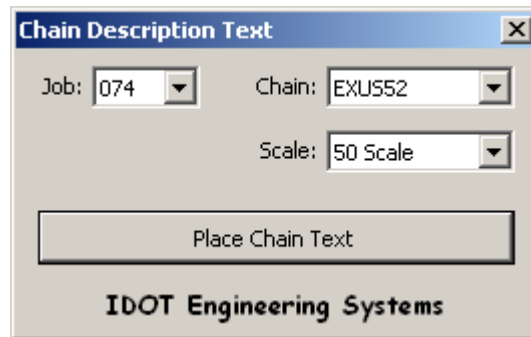 Chain Description Text
Job: 074 Chain: EXUS52
Scale: 50 Scale
Place Chain Text
IDOT Engineering Systems